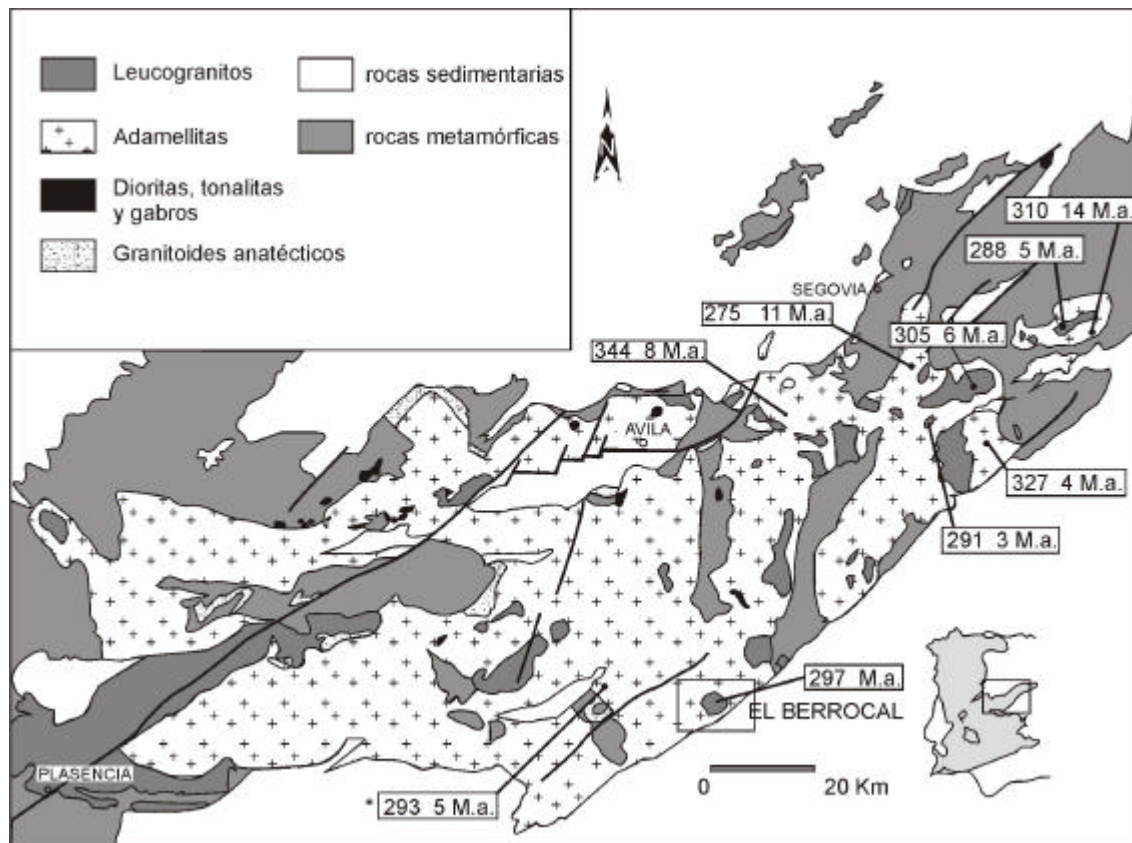 Leucogranitos
rocas sedimentarias
Adamellitas
rocas metamórficas
Dioritas, tonalitas
y gabros
Granitoides anatécticos
N
310 14 M.a.
288 5 M.a.
SEGOVIA
275 11 M.a.
305 6 M.a.
344 8 M.a.
AVILA
327 4 M.a.
291 3 M.a.
297 M.a.
EL BERROCAL
PLASENCIA
0 20 Km
* 293 5 M.a.